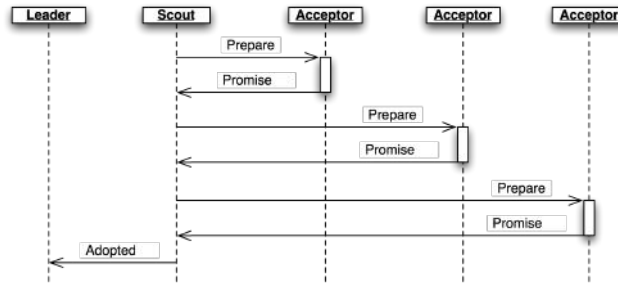 Leader Scout Acceptor Acceptor Acceptor
Prepare
Promise
Prepare
Promise
Prepare
Promise
Adopted